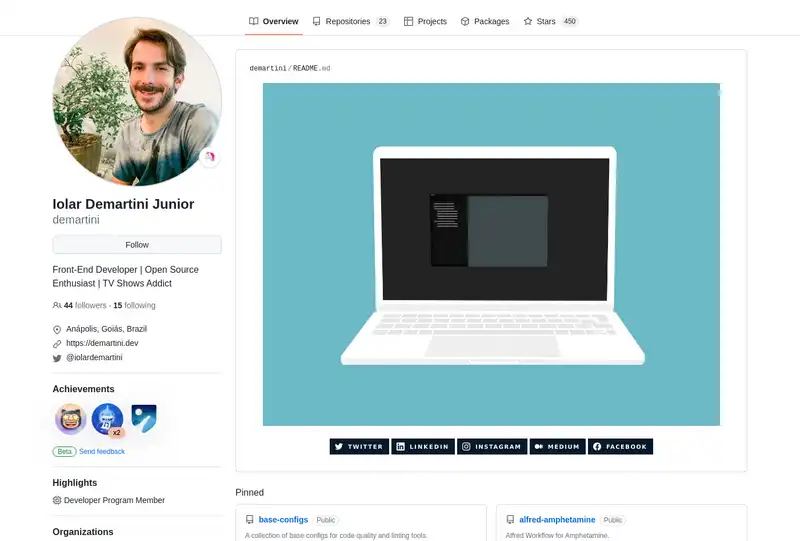 Overview
Repositories 23
Projects
Packages
Stars 450
demartini/README.md
Iolar Demartini Junior
demartini
Follow
Front-End Developer | Open Source
Enthusiast | TV Shows Addict
44 followers · 15 following
Anápolis, Goiás, Brazil
https://demartini.dev
@iolardemartini
Achievements
x2
Beta Send feedback
Highlights
Developer Program Member
Organizations
TWITTER
LINKEDIN
INSTAGRAM
MEDIUM
FACEBOOK
Pinned
base-configs Public
A collection of base configs for code quality and linting tools.
alfred-amphetamine Public
Alfred Workflow for Amphetamine.